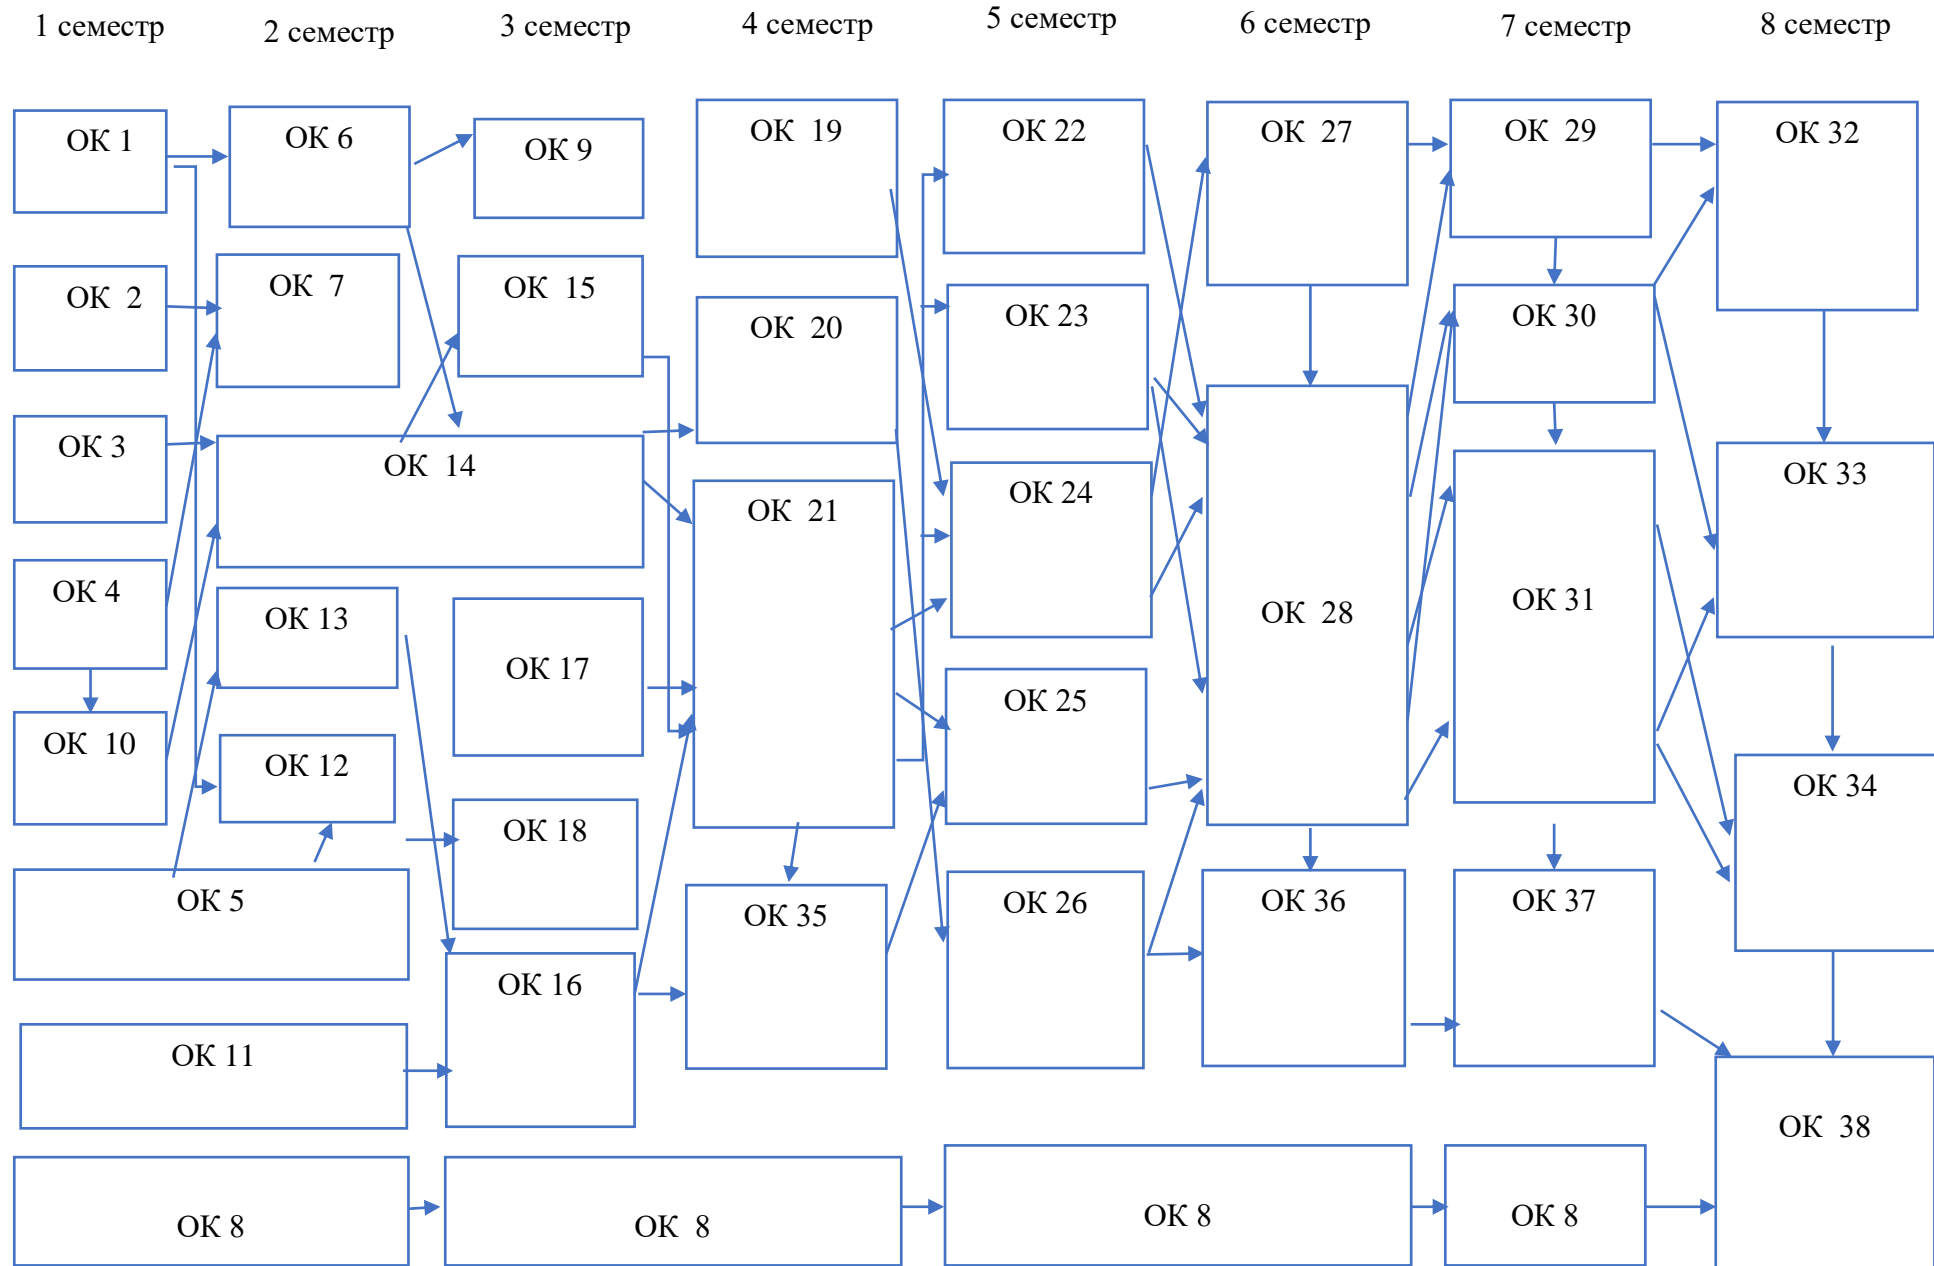 1 семестр
2 семестр
3 семестр
4 семестр
5 семестр
6 семестр
7 семестр
8 семестр
ОК 1
ОК 6
ОК 9
ОК 19
ОК 22
ОК 27
ОК 29
ОК 32
ОК 2
ОК 7
ОК 15
ОК 20
ОК 23
ОК 30
ОК 3
ОК 14
ОК 21
ОК 24
ОК 28
ОК 31
ОК 33
ОК 4
ОК 13
ОК 17
ОК 25
ОК 34
ОК 10
ОК 12
ОК 18
ОК 5
ОК 16
ОК 35
ОК 26
ОК 36
ОК 37
ОК 11
ОК 38
ОК 8
ОК 8
ОК 8
ОК 8